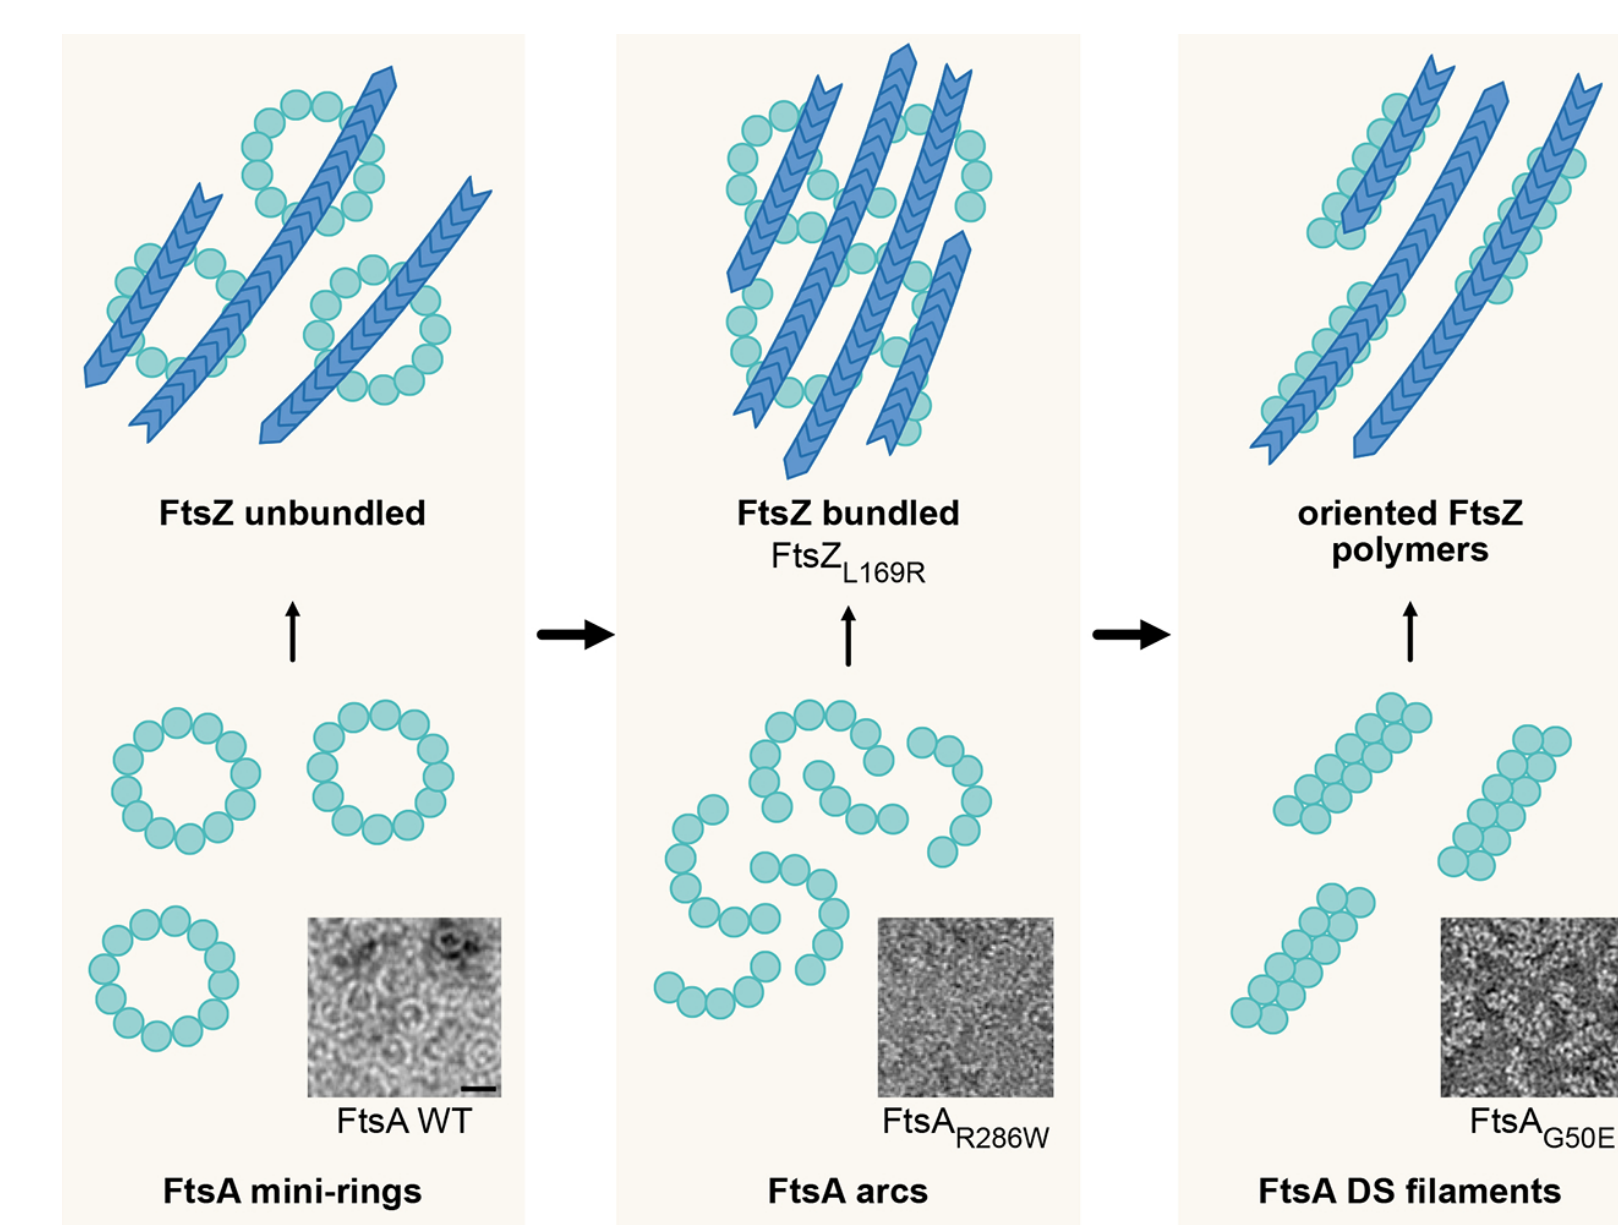 FtsZ unbundled
FtsZ bundled
FtsZL169R
oriented FtsZ
polymers
FtsA WT
FtsAR286W
FtsAG50E
FtsA mini-rings
FtsA arcs
FtsA DS filaments